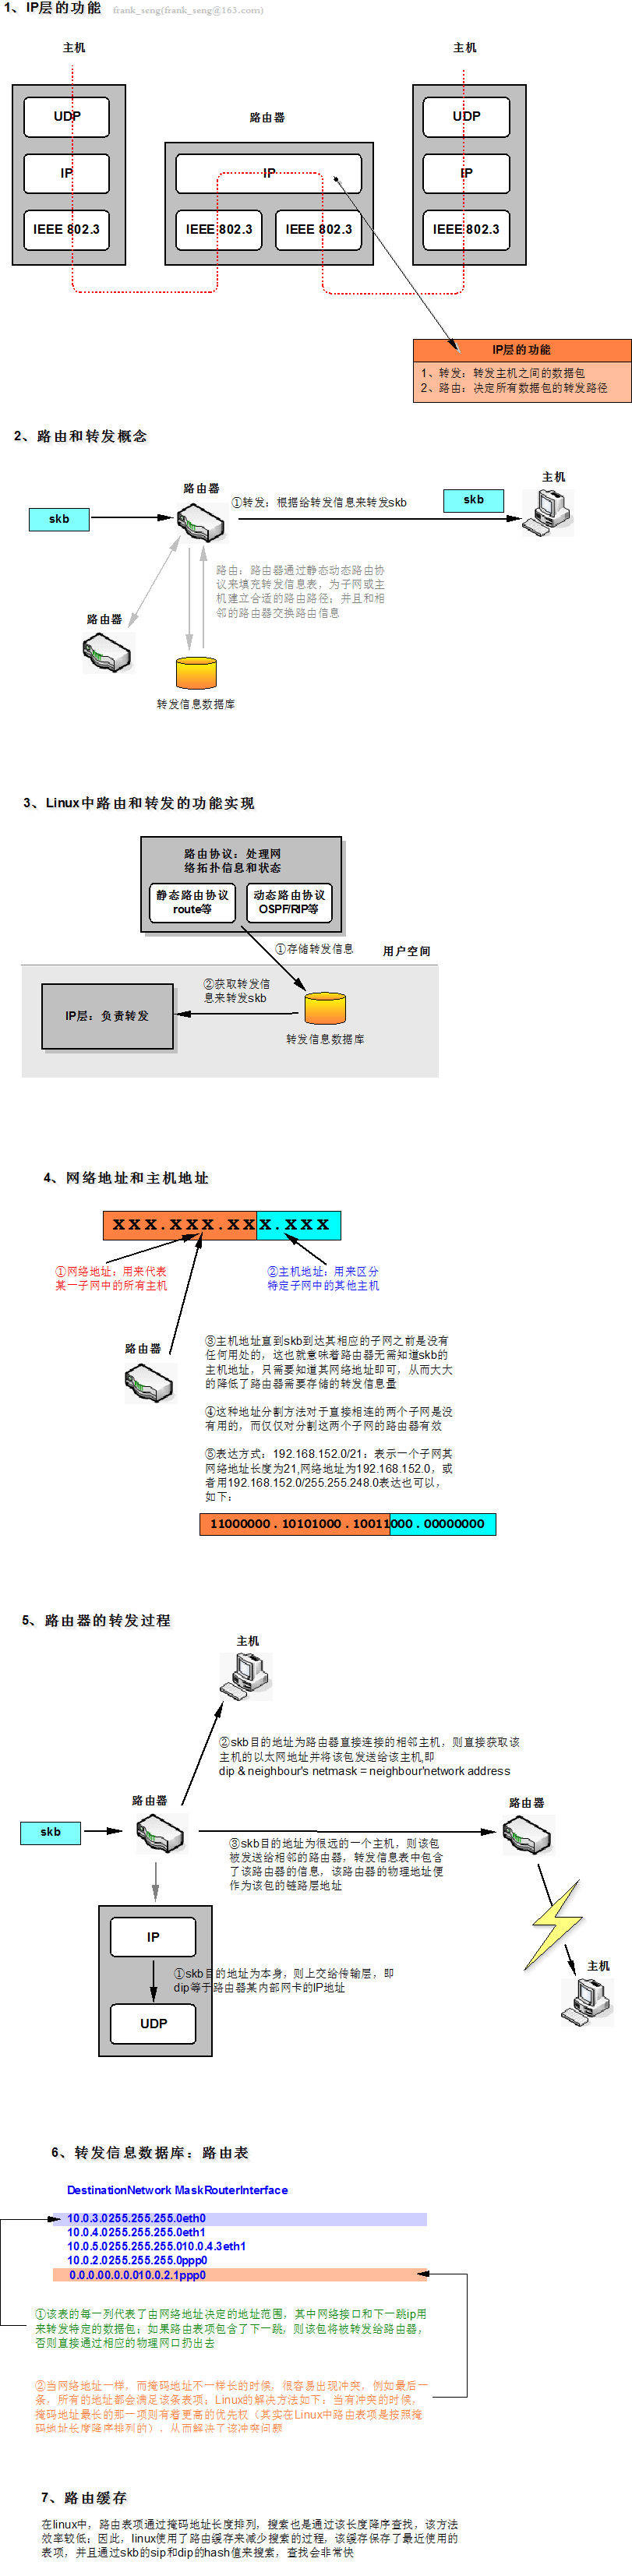 1、IP层的功能 frank_seng(frank_seng@163.com)
主机
主机
路由器
UDP
IP
IEEE 802.3
IP
IEEE 802.3
IEEE 802.3
UDP
IP
IEEE 802.3
IP层的功能
1、转发：转发主机之间的数据包
2、路由：决定所有数据包的转发路径
2、路由和转发概念
路由器
主机
skb
①转发：根据给转发信息来转发skb
skb
路由：路由器通过静态动态路由协
议来填充转发信息表，为子网或主
机建立合适的路由路径；并且和相
邻的路由器交换路由信息
路由器
转发信息数据库
3、Linux中路由和转发的功能实现
路由协议：处理网
络拓扑信息和状态
静态路由协议
route等
动态路由协议
OSPF/RIP等
①存储转发信息
用户空间
②获取转发信
息来转发skb
IP层：负责转发
转发信息数据库
4、网络地址和主机地址
XXX.XXX.XXX.XXX
①网络地址：用来代表
某一子网中的所有主机
②主机地址：用来区分
特定子网中的其他主机
路由器
③主机地址直到skb到达其相应的子网之前是没有
任何用处的，这也就意味着路由器无需知道skb的
主机地址，只需要知道其网络地址即可，从而大大
的降低了路由器需要存储的转发信息量
④这种地址分割方法对于直接相连的两个子网是没
有用的，而仅仅对分割这两个子网的路由器有效
⑤表达方式：192.168.152.0/21：表示一个子网其
网络地址长度为21,网络地址为192.168.152.0，或
者用192.168.152.0/255.255.248.0表达也可以，
如下：
11000000 . 10101000 . 10011000 . 00000000
5、路由器的转发过程
主机
②skb目的地址为路由器直接连接的相邻主机，则直接获取该
主机的以太网地址并将该包发送给该主机,即
dip & neighbour's netmask = neighbour'network address
路由器
路由器
skb
③skb目的地址为很远的一个主机，则该包
被发送给相邻的路由器，转发信息表中包含
了该路由器的信息，该路由器的物理地址便
作为该包的链路层地址
IP
①skb目的地址为本身，则上交给传输层，即
dip等于路由器某内部网卡的IP地址
UDP
主机
6、转发信息数据库：路由表
DestinationNetwork MaskRouterInterface
10.0.3.0255.255.255.0eth0
10.0.4.0255.255.255.0eth1
10.0.5.0255.255.255.010.0.4.3eth1
10.0.2.0255.255.255.0ppp0
0.0.0.00.0.0.010.0.2.1ppp0
①该表的每一列代表了由网络地址决定的地址范围，其中网络接口和下一跳ip用
来转发特定的数据包；如果路由表项包含了下一跳，则该包将被转发给路由器，
否则直接通过相应的物理网口扔出去
②当网络地址一样，而掩码地址不一样长的时候，很容易出现冲突，例如最后一
条，所有的地址都会满足该条表项；Linux的解决方法如下：当有冲突的时候，
掩码地址最长的那一项则有着更高的优先权（其实在Linux中路由表项是按照掩
码地址长度降序排列的），从而解决了该冲突问题
7、路由缓存
在linux中，路由表项通过掩码地址长度排列，搜索也是通过该长度降序查找，该方法
效率较低；因此，linux使用了路由缓存来减少搜索的过程，该缓存保存了最近使用的
表项，并且通过skb的sip和dip的hash值来搜索，查找会非常快